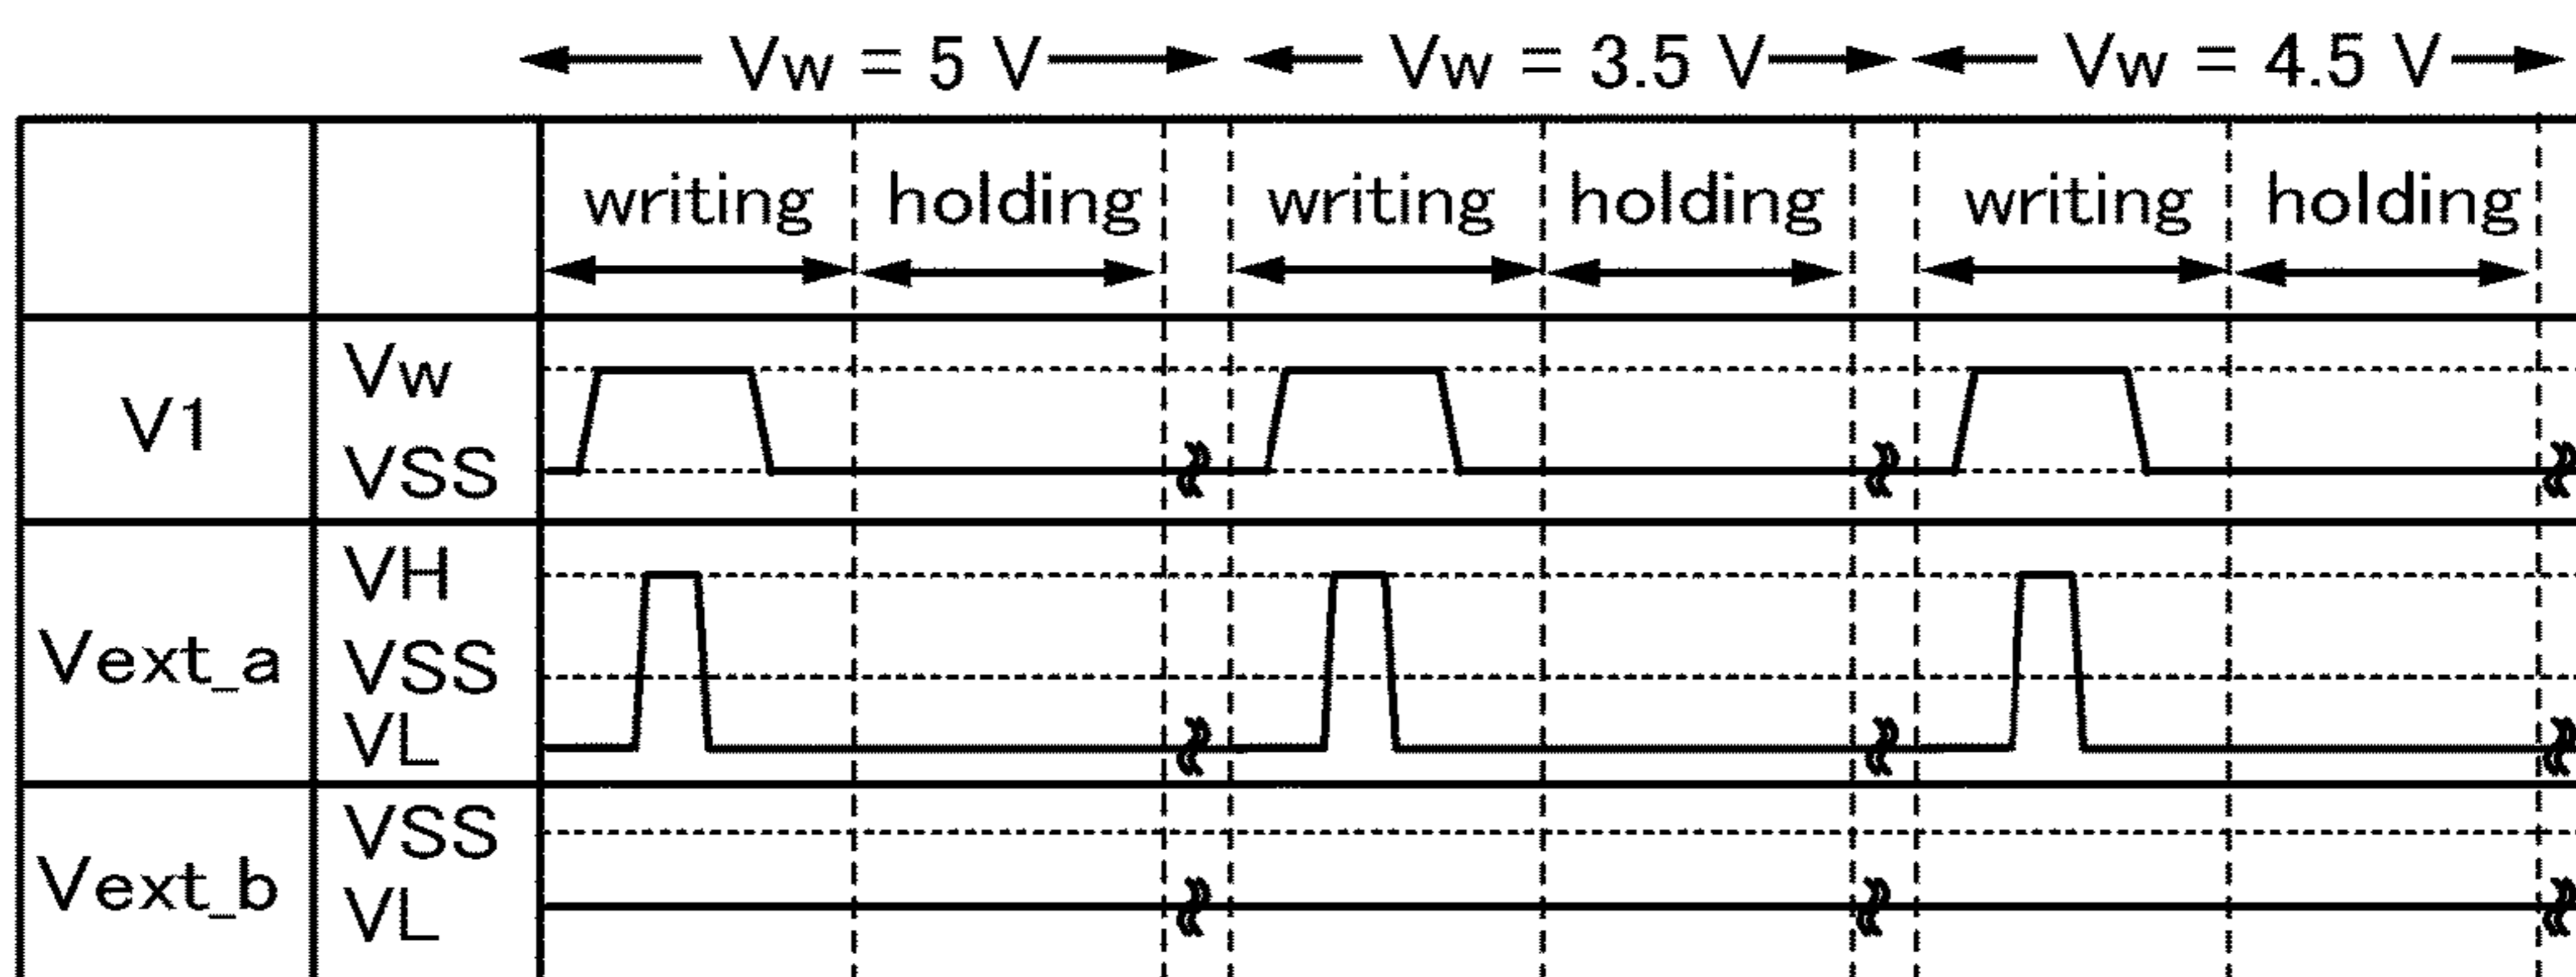 Vw = 5 V Vw = 3.5 V Vw = 4.5 V
writing holding writing holding writing holding
V1
Vw
VSS
Vext_a
VH
VSS
VL
Vext_b
VSS
VL